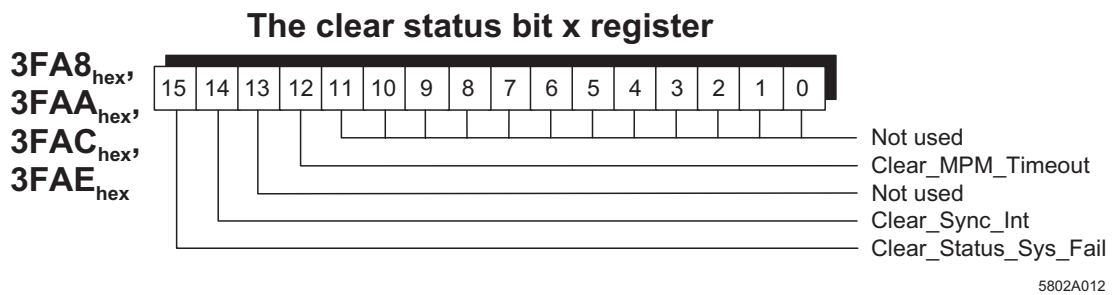 The clear status bit x register
3FA8hex,
3FAAhex,
3FAChex,
3FAEhex
15 14 13 12 11 10 9 8 7 6 5 4 3 2 1 0
Not used
Clear_MPM_Timeout
Not used
Clear_Sync_Int
Clear_Status_Sys_Fail
5802A012